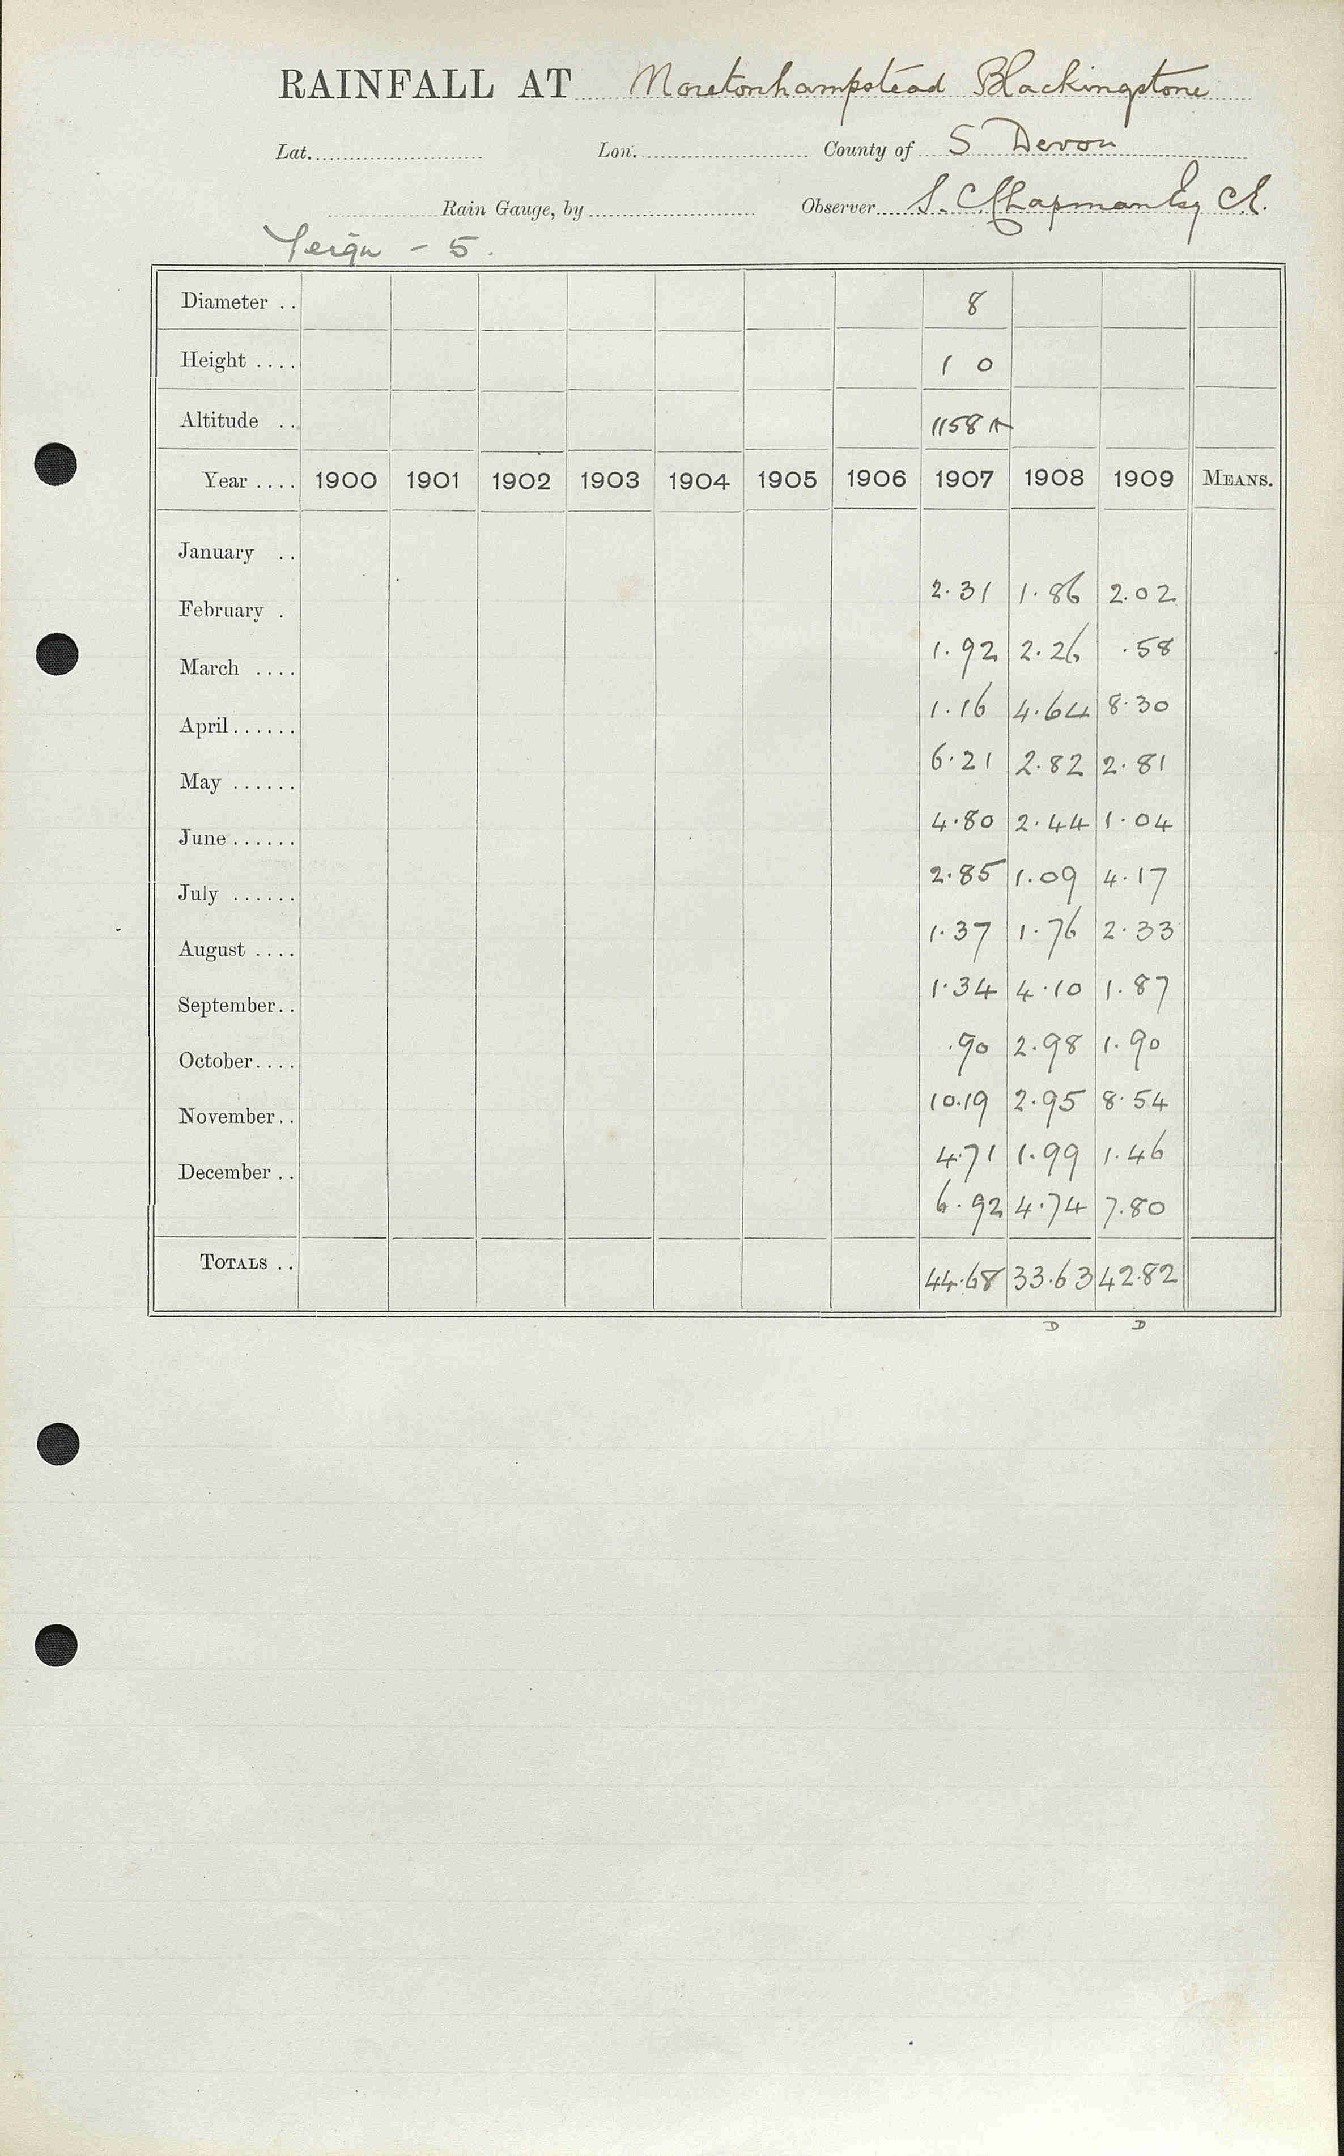 RAINFALL AT Moretonhampstead Blackingstone
Lat. Lon. County of S Devon
Rain Gauge, by Observer S. C. Chapman Esq C.E.
Teign - 5.
Diameter .. 8
Height .... 1 0
Altitude .. 1158
Year .... 1900 1901 1902 1903 1904 1905 1906 1907 1908 1909 MEANS.
January .. 2.31 1.86 2.02
February . 1.92 2.26 .58
March .... 1.16 4.64 8.30
April ...... 6.21 2.82 2.81
May ...... 4.80 2.44 1.04
June ...... 2.85 1.09 4.17
July ...... 1.37 1.76 2.33
August .... 1.34 4.10 1.87
September .. .90 2.98 1.90
October .... 10.19 2.95 8.54
November .. 4.71 1.99 1.46
December .. 6.92 4.74 7.80
TOTALS .. 44.68 33.63 42.82
D D